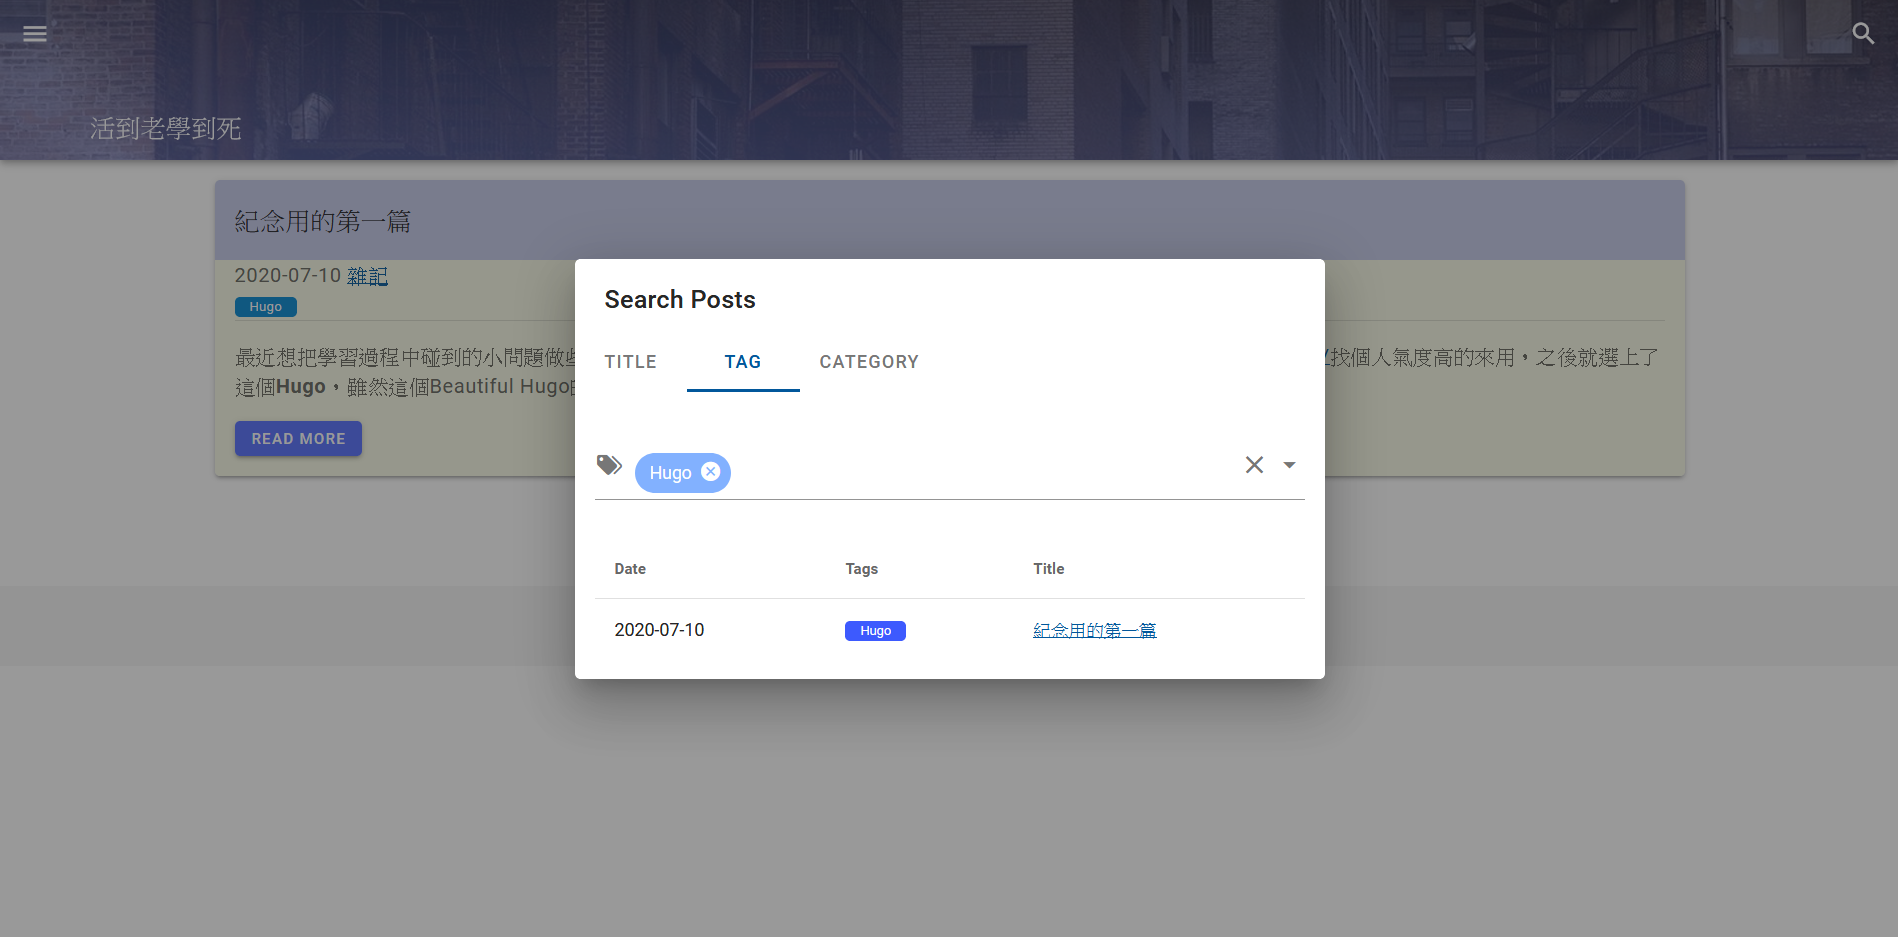 活到老學到死
紀念用的第一篇
2020-07-10 雜記
Hugo
最近想把學習過程中碰到的小問題做些
找個人氣度高的來用，之後就選上了
這個Hugo，雖然這個Beautiful Hugo
READ MORE
Search Posts
TITLE TAG CATEGORY
Hugo
Date Tags Title
2020-07-10 Hugo 紀念用的第一篇